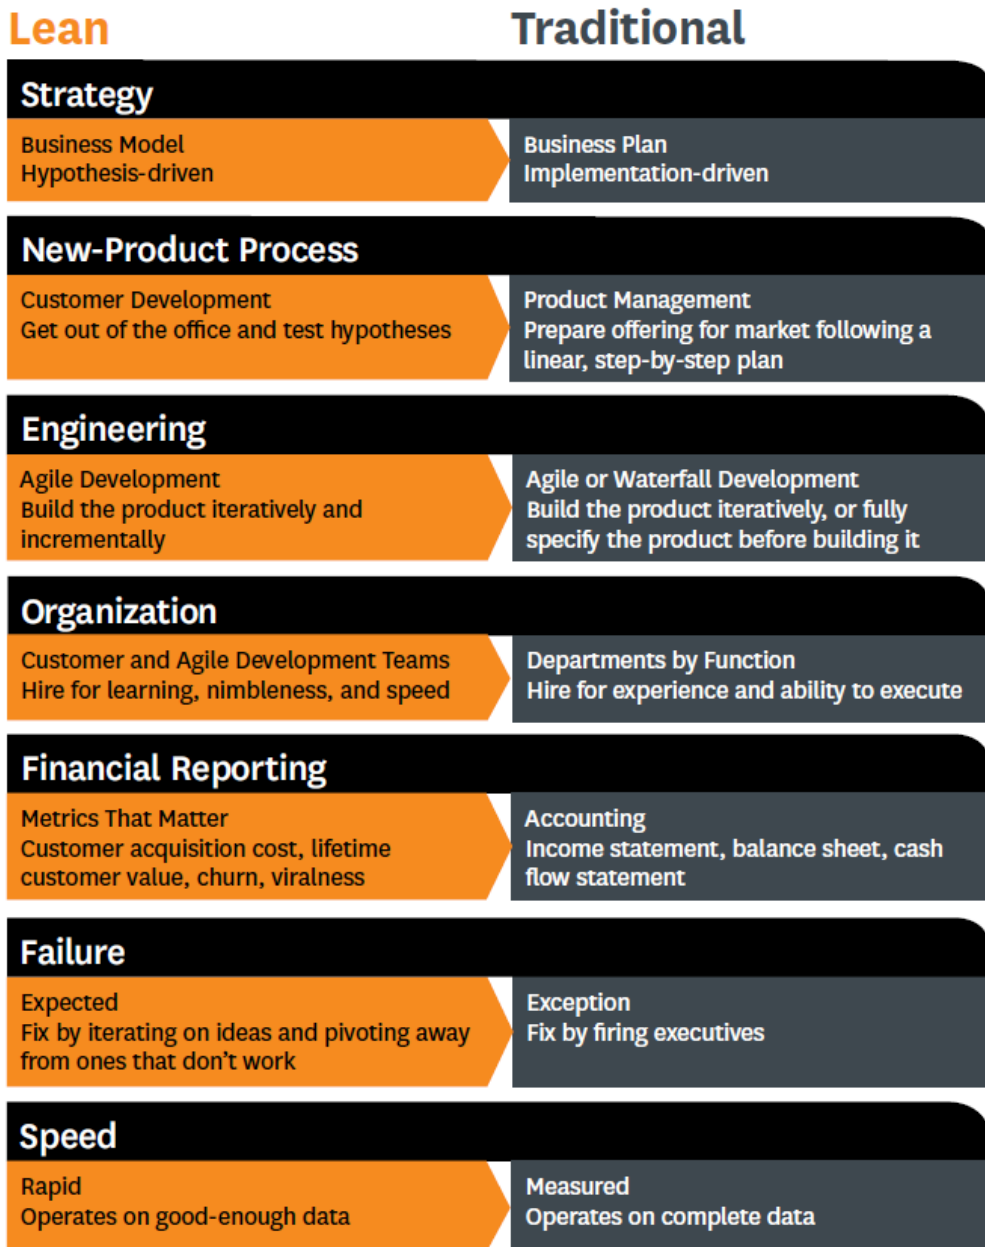 Lean
Traditional
Strategy
Business Model
Hypothesis-driven
Business Plan
Implementation-driven
New-Product Process
Customer Development
Get out of the office and test hypotheses
Product Management
Prepare offering for market following a
linear, step-by-step plan
Engineering
Agile Development
Build the product iteratively and
incrementally
Agile or Waterfall Development
Build the product iteratively, or fully
specify the product before building it
Organization
Customer and Agile Development Teams
Hire for learning, nimbleness, and speed
Departments by Function
Hire for experience and ability to execute
Financial Reporting
Metrics That Matter
Customer acquisition cost, lifetime
customer value, churn, viralness
Accounting
Income statement, balance sheet, cash
flow statement
Failure
Expected
Fix by iterating on ideas and pivoting away
from ones that don't work
Exception
Fix by firing executives
Speed
Rapid
Operates on good-enough data
Measured
Operates on complete data